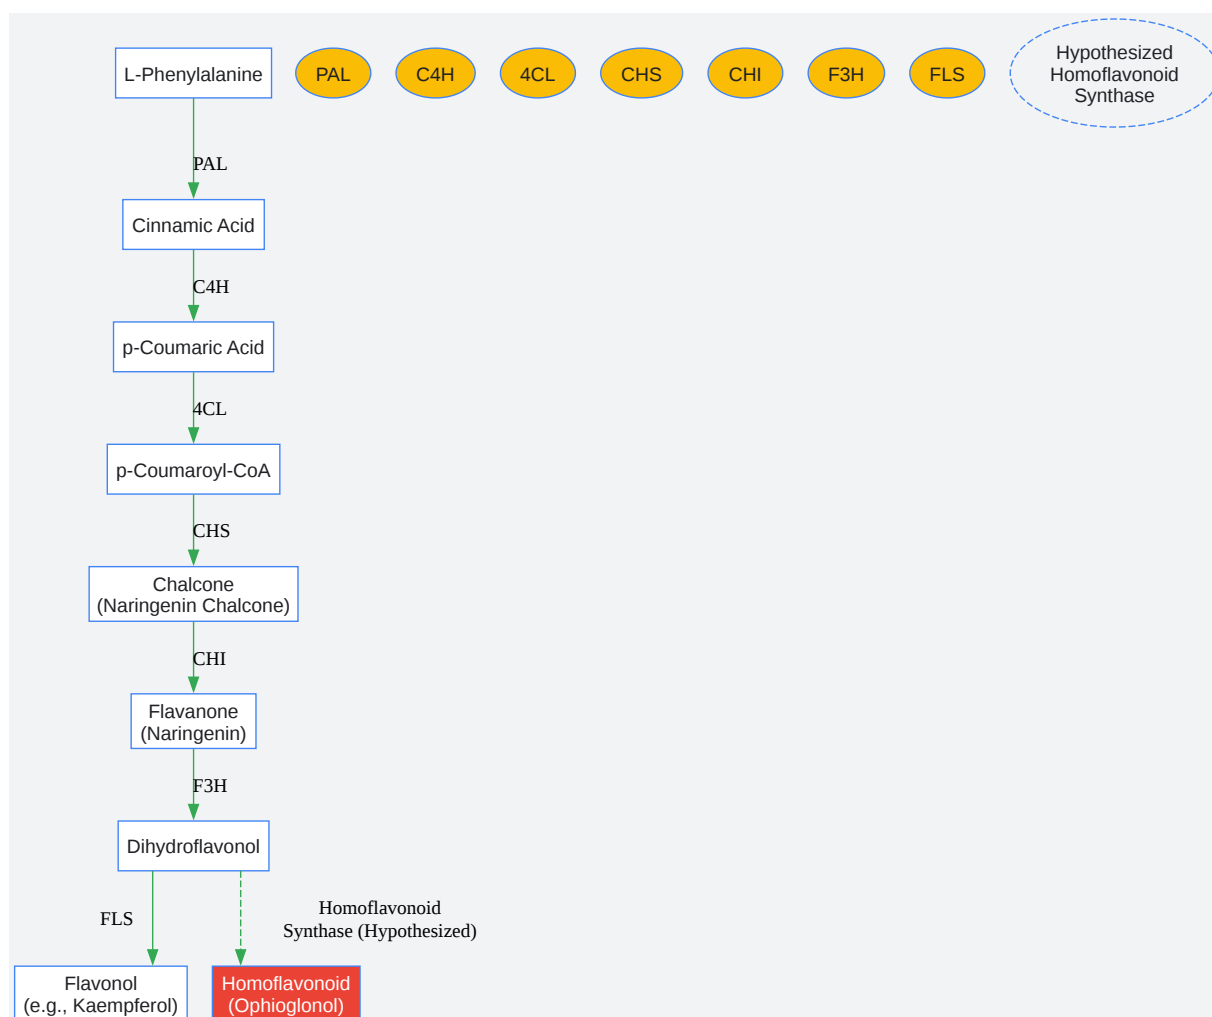 L-Phenylalanine
PAL
C4H
4CL
CHS
CHI
F3H
FLS
Hypothesized
Homoflavonoid
Synthase
PAL
Cinnamic Acid
C4H
p-Coumaric Acid
4CL
p-Coumaroyl-CoA
CHS
Chalcone
(Naringenin Chalcone)
CHI
Flavanone
(Naringenin)
F3H
Dihydroflavonol
FLS
Homoflavonoid
Synthase (Hypothesized)
Flavonol
(e.g., Kaempferol)
Homoflavonoid
(Ophioglonol)